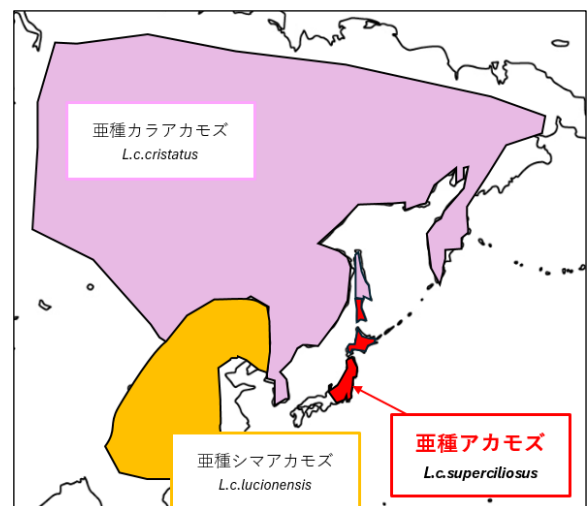 亜種カラアカモズ
L.c.cristatus
亜種シマアカモズ
L.c.lucionensis
亜種アカモズ
L.c.superciliosus